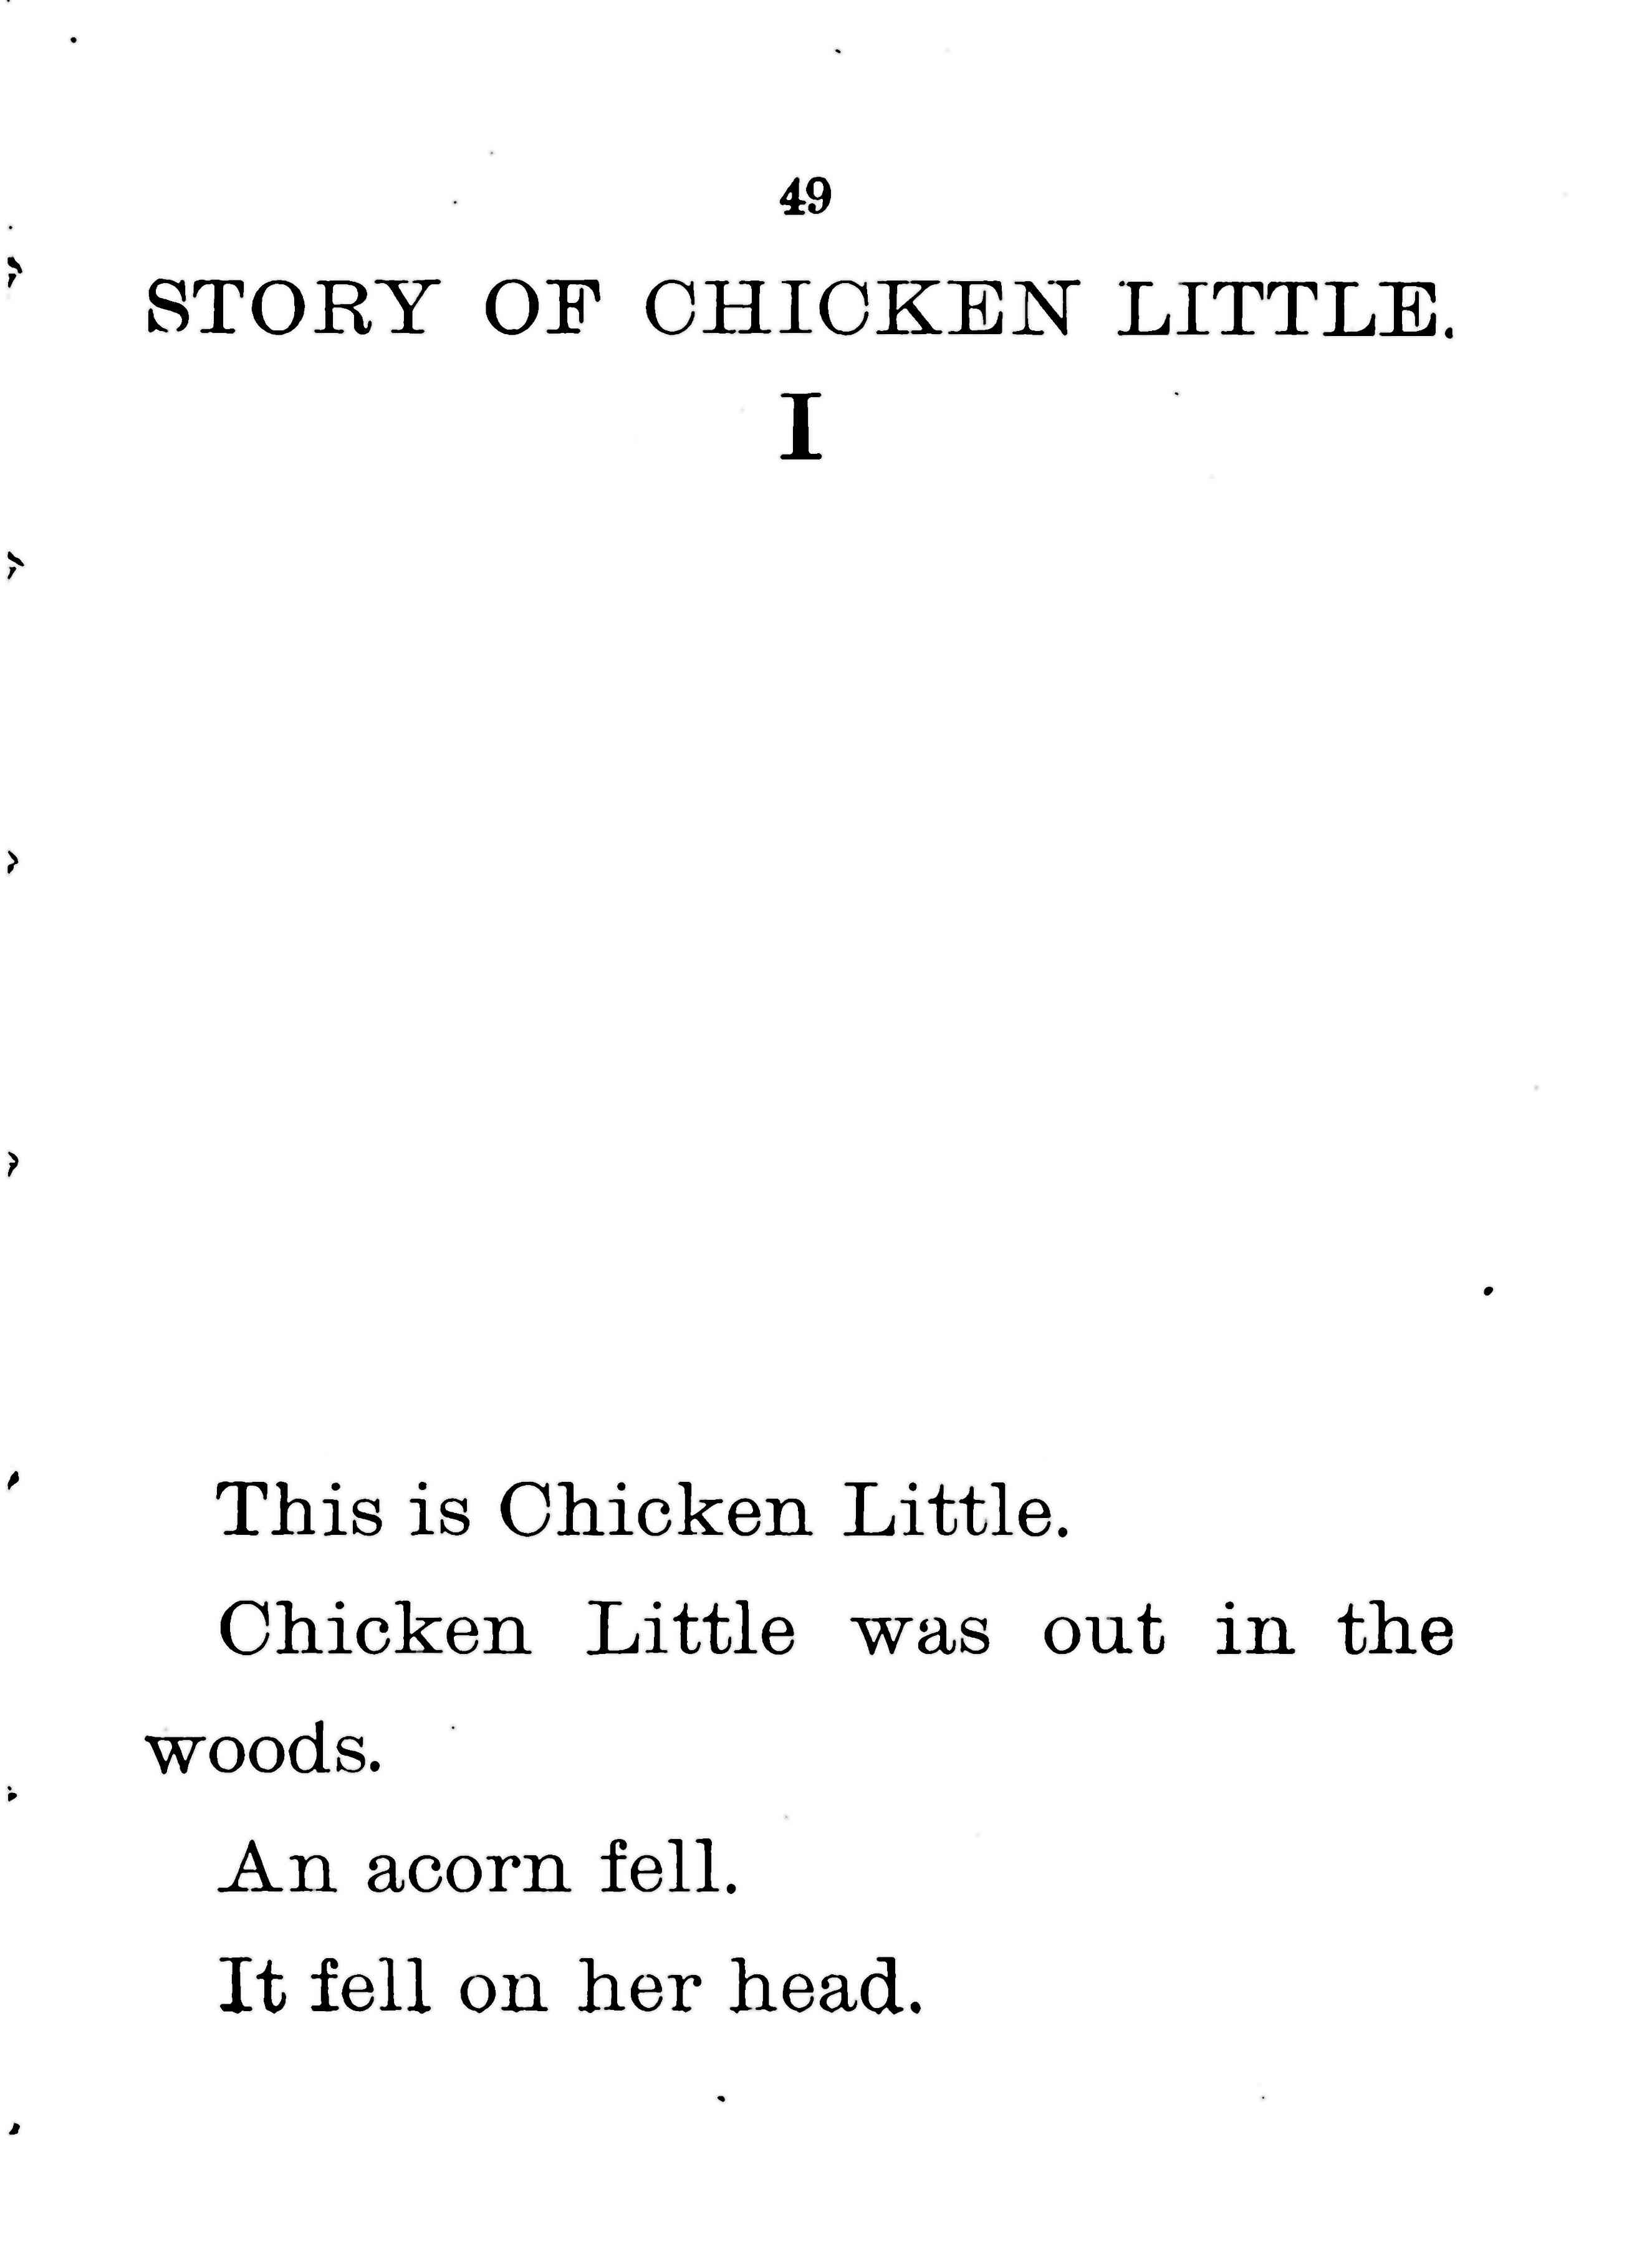 49
STORY OF CHICKEN LITTLE.
I
This is Chicken Little.
Chicken Little was out in the
woods.
An acorn fell.
It fell on her head.